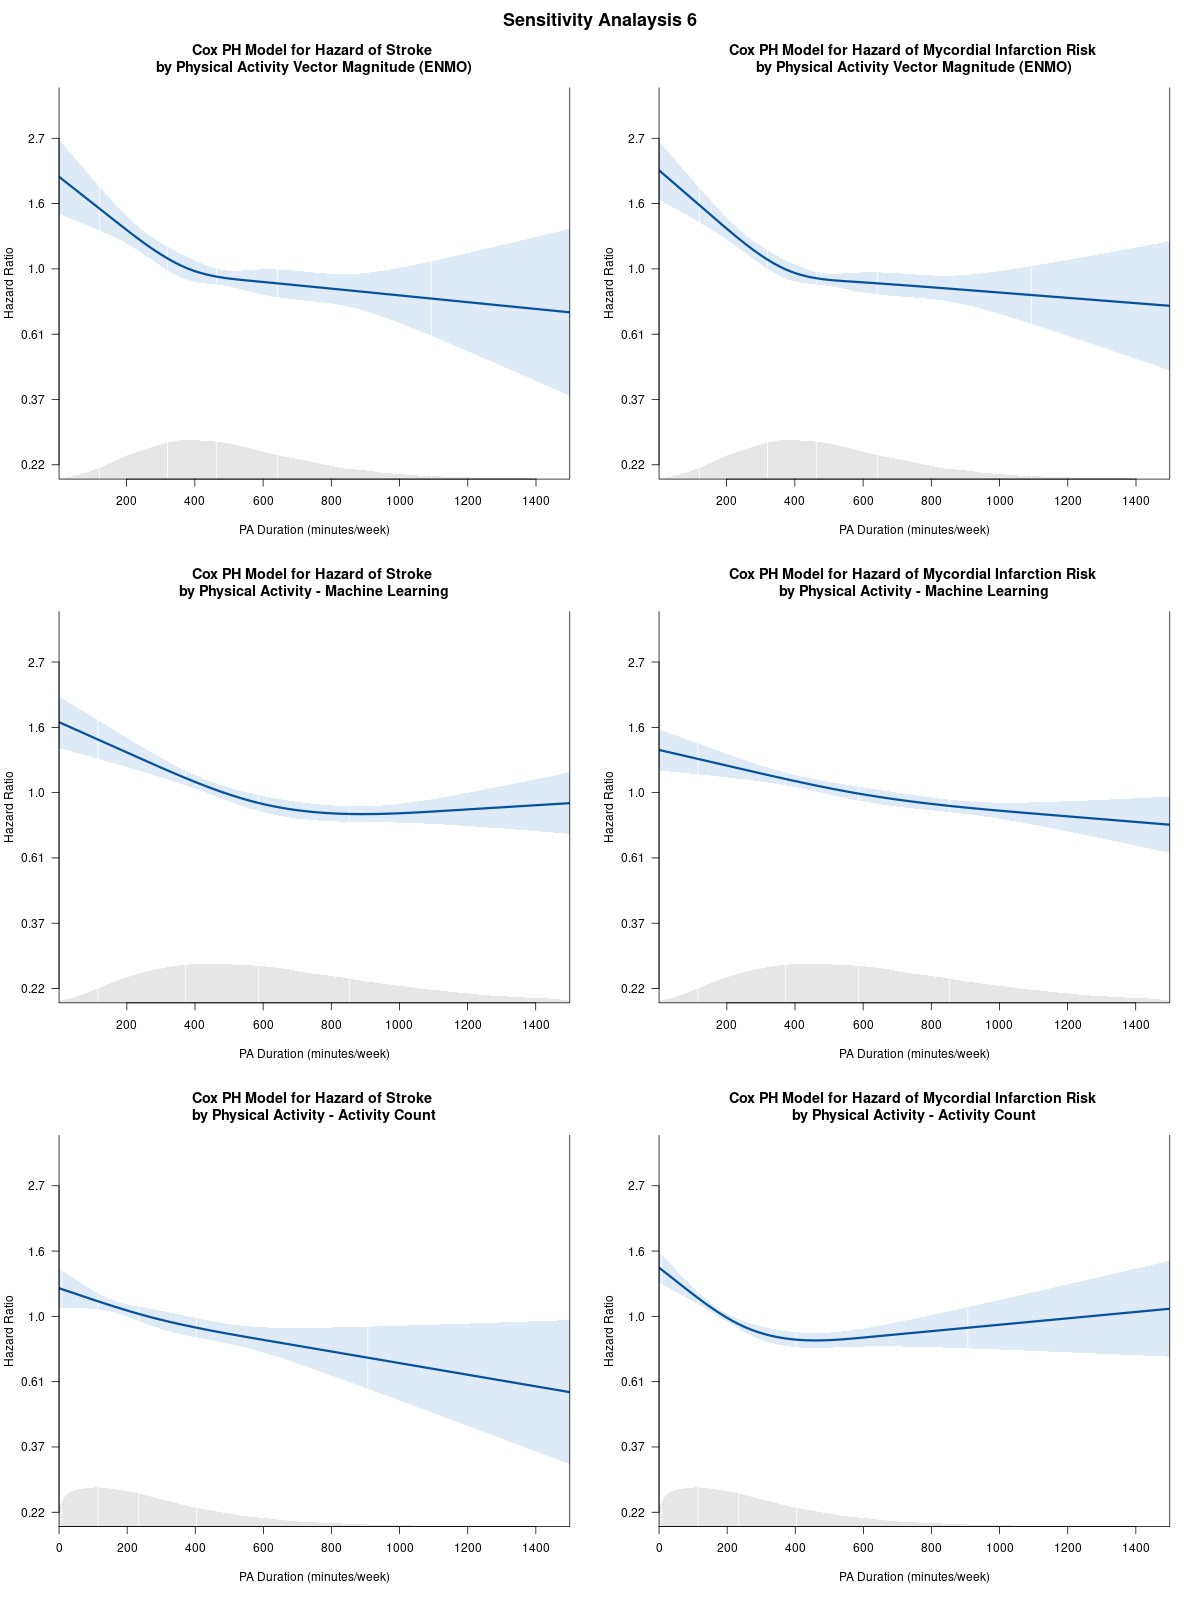 Sensitivity Analaysis 6
Cox PH Model for Hazard of Stroke
by Physical Activity Vector Magnitude (ENMO)
2.7
1.6
1.0
0.61
0.37
0.22
Hazard Ratio
200 400 600 800 1000 1200 1400
PA Duration (minutes/week)
Cox PH Model for Hazard of Mycordial Infarction Risk
by Physical Activity Vector Magnitude (ENMO)
2.7
1.6
1.0
0.61
0.37
0.22
Hazard Ratio
200 400 600 800 1000 1200 1400
PA Duration (minutes/week)
Cox PH Model for Hazard of Stroke
by Physical Activity - Machine Learning
2.7
1.6
1.0
0.61
0.37
0.22
Hazard Ratio
200 400 600 800 1000 1200 1400
PA Duration (minutes/week)
Cox PH Model for Hazard of Mycordial Infarction Risk
by Physical Activity - Machine Learning
2.7
1.6
1.0
0.61
0.37
0.22
Hazard Ratio
200 400 600 800 1000 1200 1400
PA Duration (minutes/week)
Cox PH Model for Hazard of Stroke
by Physical Activity - Activity Count
2.7
1.6
1.0
0.61
0.37
0.22
Hazard Ratio
0 200 400 600 800 1000 1200 1400
PA Duration (minutes/week)
Cox PH Model for Hazard of Mycordial Infarction Risk
by Physical Activity - Activity Count
2.7
1.6
1.0
0.61
0.37
0.22
Hazard Ratio
0 200 400 600 800 1000 1200 1400
PA Duration (minutes/week)